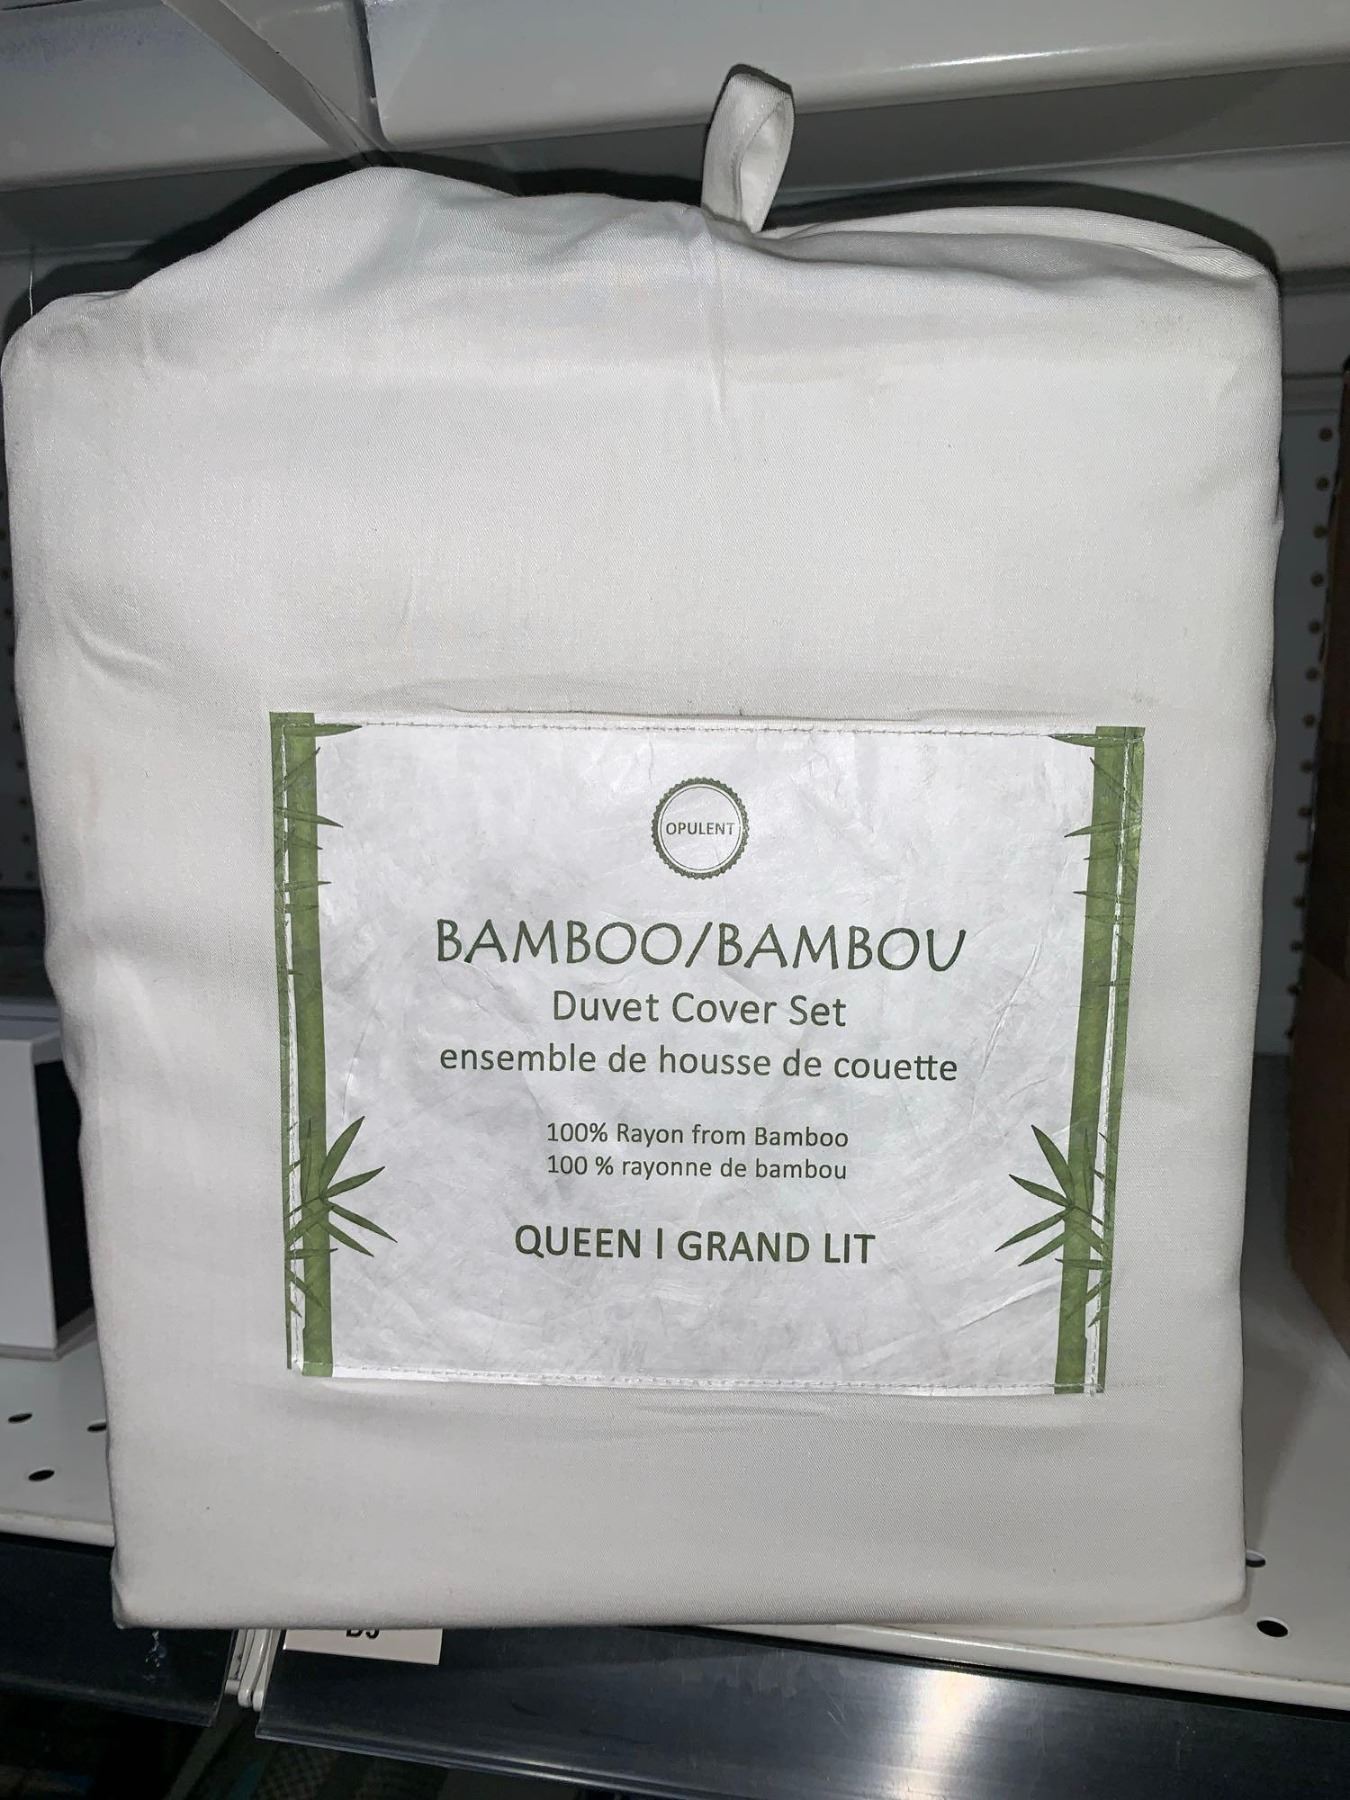 OPULENT
BAMBOO/BAMBOU
Duvet Cover Set
ensemble de housse de couette
100% Rayon from Bamboo
100 % rayonne de bambou
QUEEN | GRAND LIT